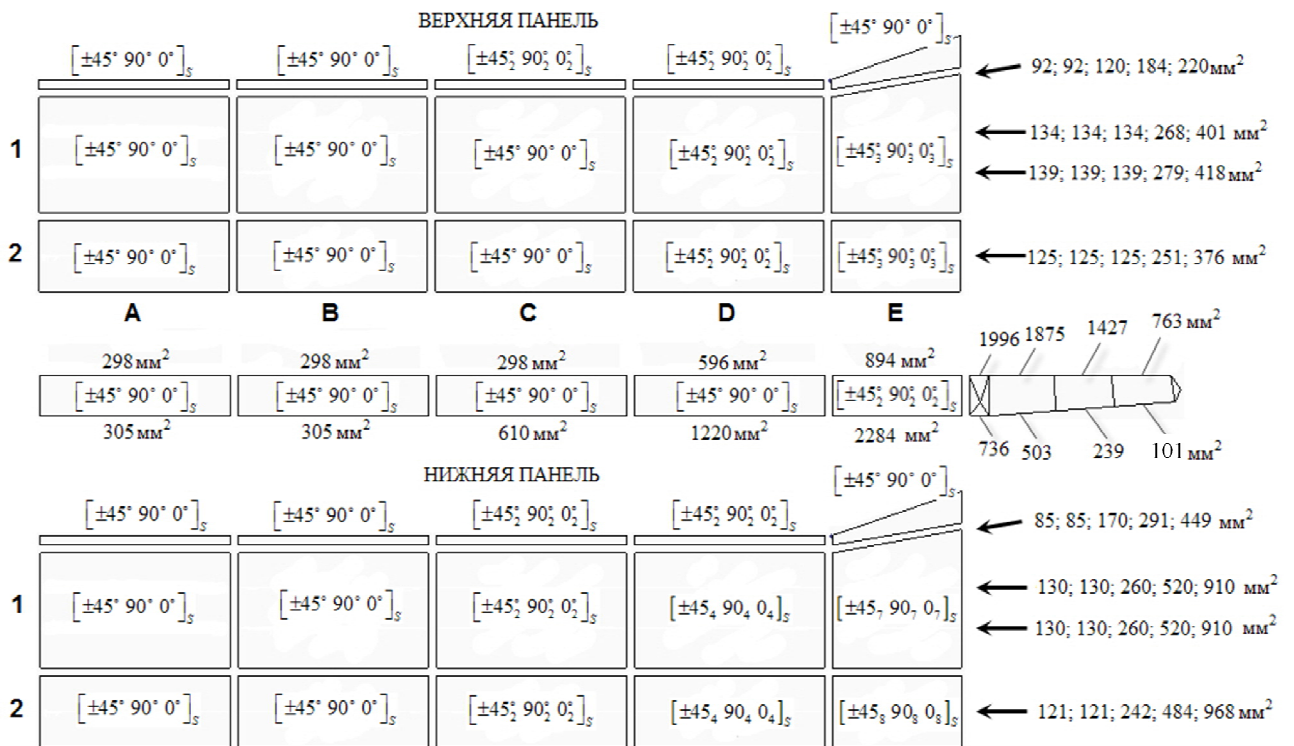 ВЕРХНЯЯ ПАНЕЛЬ
[±45° 90° 0°]s [±45° 90° 0°]s [±45°₂ 90°₂ 0°₂]s [±45°₂ 90°₂ 0°₂]s [±45° 90° 0°]s
92; 92; 120; 184; 220мм²
134; 134; 134; 268; 401 мм²
1 [±45° 90° 0°]s [±45° 90° 0°]s [±45° 90° 0°]s [±45°₂ 90°₂ 0°₂]s [±45°₃ 90°₃ 0°₃]s
139; 139; 139; 279; 418мм²
2 [±45° 90° 0°]s [±45° 90° 0°]s [±45° 90° 0°]s [±45°₂ 90°₂ 0°₂]s [±45°₃ 90°₃ 0°₃]s
125; 125; 125; 251; 376 мм²
A B C D E
298 мм² 298 мм² 298 мм² 596 мм² 894 мм² 1996 1875 1427 763 мм²
[±45° 90° 0°]s [±45° 90° 0°]s [±45° 90° 0°]s [±45° 90° 0°]s [±45°₂ 90°₂ 0°₂]s
305 мм² 305 мм² 610 мм² 1220 мм² 2284 мм² 736 503 239 101 мм²
НИЖНЯЯ ПАНЕЛЬ
[±45° 90° 0°]s [±45° 90° 0°]s [±45°₂ 90°₂ 0°₂]s [±45°₂ 90°₂ 0°₂]s [±45° 90° 0°]s
85; 85; 170; 291; 449 мм²
130; 130; 260; 520; 910 мм²
1 [±45° 90° 0°]s [±45° 90° 0°]s [±45°₂ 90°₂ 0°₂]s [±45₄ 90₄ 0₄]s [±45₇ 90₇ 0₇]s
130; 130; 260; 520; 910 мм²
2 [±45° 90° 0°]s [±45° 90° 0°]s [±45°₂ 90°₂ 0°₂]s [±45₄ 90₄ 0₄]s [±45₈ 90₈ 0₈]s
121; 121; 242; 484; 968 мм²